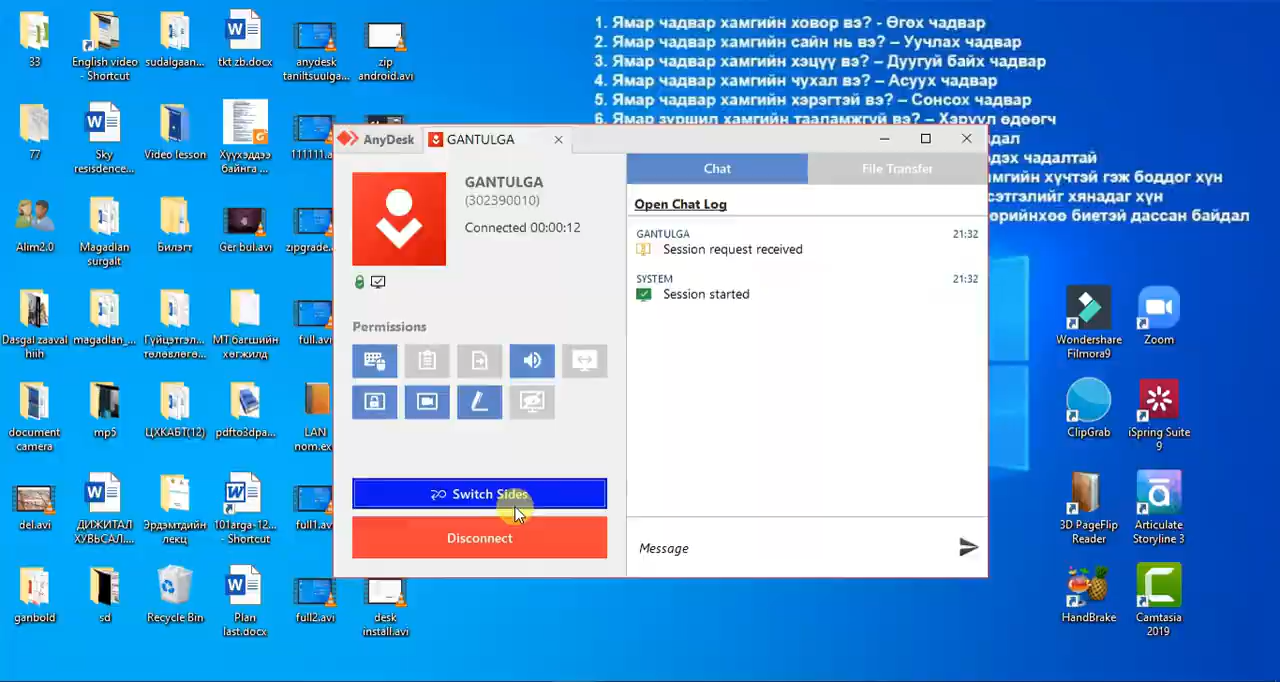 1. Ямар чадвар хамгийн ховор вэ? - Өгөх чадвар
2. Ямар чадвар хамгийн сайн нь вэ? – Уучлах чадвар
3. Ямар чадвар хамгийн хэцүү вэ? – Дуугуй байх чадвар
4. Ямар чадвар хамгийн чухал вэ? – Асуух чадвар
5. Ямар чадвар хамгийн хэрэгтэй вэ? – Сонсох чадвар
6. Ямар зуршил хамгийн таалamжгүй вэ? – Хэрүүл өдөөгч
дал
дэх чадалтай
мгийн хүчтэй гэж боддог хүн
сэтгэлийг хянадаг хүн
өрийнхөө биетэй дассан байдал
33
English video
- Shortcut
sudalgaan...
tkt zb.docx
anydesk
taniltsuulga...
zip
android.avi
77
Sky
resisdence...
Video lesson
Хүүхэддээ
байнга ...
111111.a
Alim2.0
Magadlan
surgalt
Билэгт
Ger bul.avi
zipgrade.
Dasgal zaaval
hiih
magadlan_...
Гүйцэтгэл...
төлөвлөгө...
МТ багшийн
хөгжилд
full.avi
document
camera
mp5
ЦХКАБТ(12)
pdfto3dpa...
LAN
nom.ex
del.avi
ДИЖИТАЛ
ХУВЬСАЛ....
Эрдэмтдийн
лекц
101arga-12...
- Shortcut
full1.av
ganbold
sd
Recycle Bin
Plan
last.docx
full2.avi
desk
install.avi
AnyDesk
GANTULGA
GANTULGA
(302390010)
Connected 00:00:12
Permissions
Switch Sides
Disconnect
Chat
File Transfer
Open Chat Log
GANTULGA 21:32
Session request received
SYSTEM 21:32
Session started
Message
Wondershare
Filmora9
Zoom
ClipGrab
iSpring Suite
9
3D PageFlip
Reader
Articulate
Storyline 3
HandBrake
Camtasia
2019